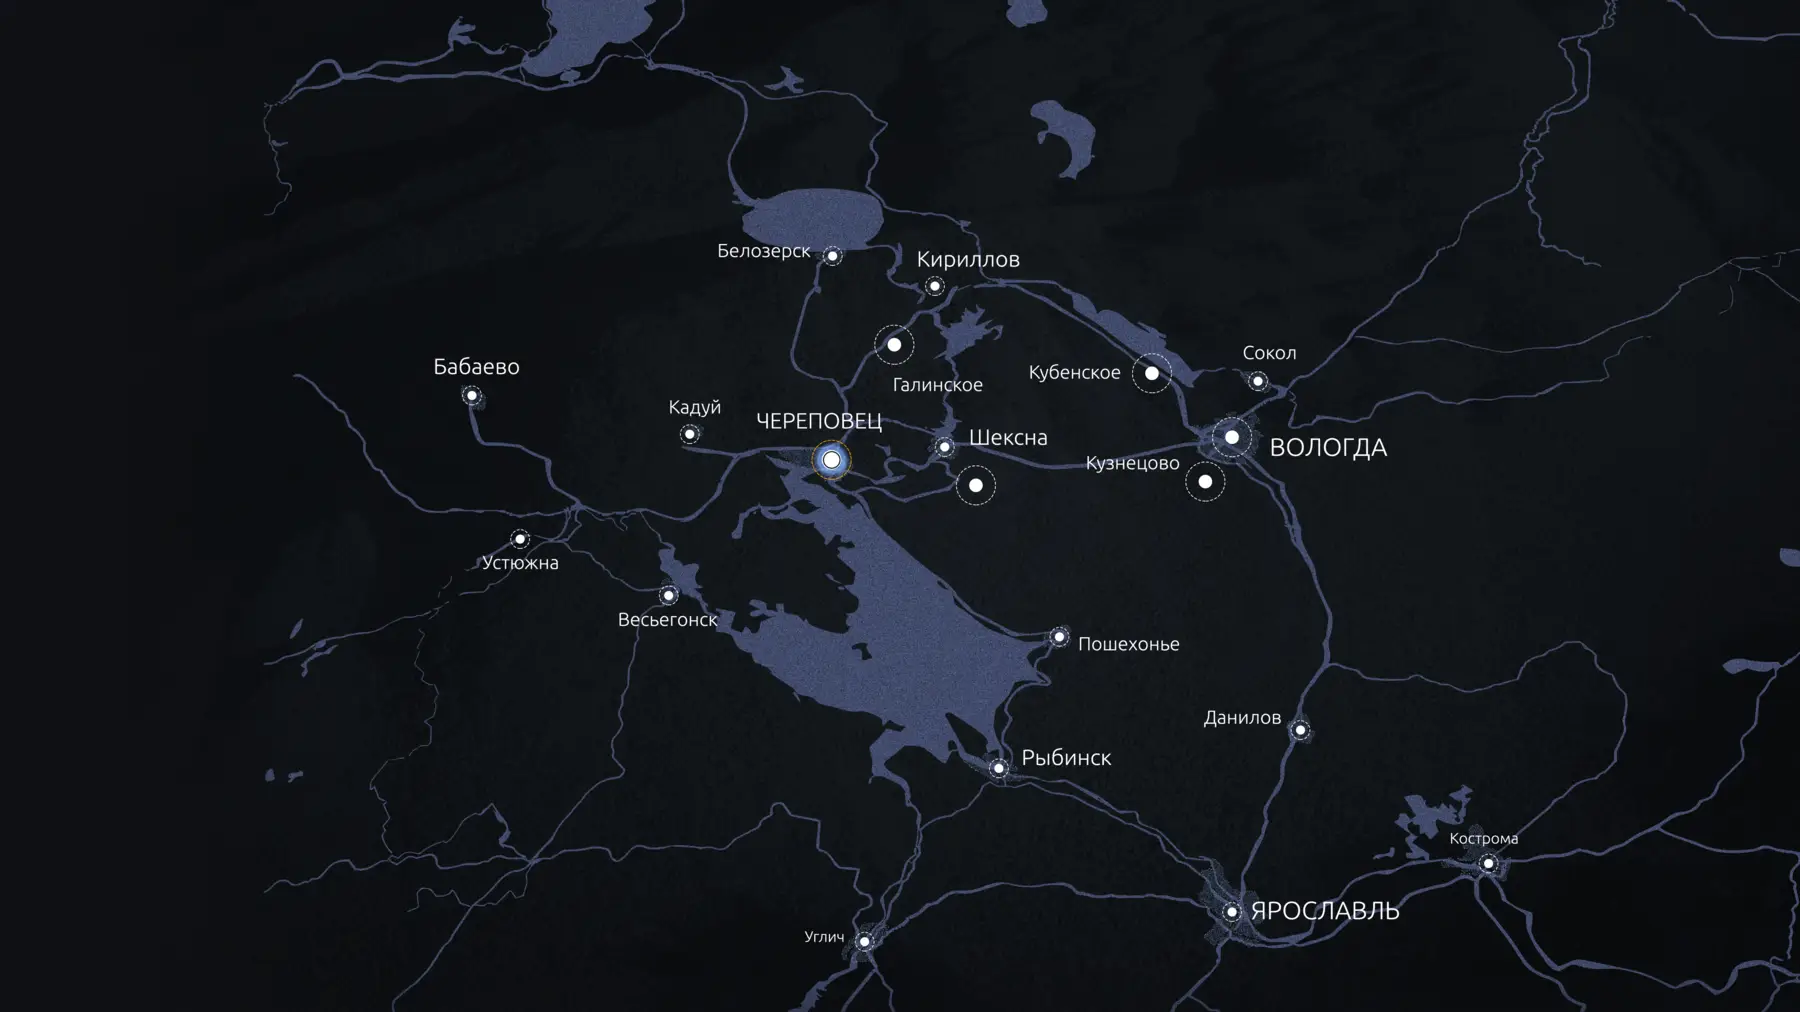 Белозерск
Кириллов
Сокол
Бабаево
Кубенское
Галинское
Кадуй
ЧЕРЕПОВЕЦ
Шексна
ВОЛОГДА
Кузнецово
Устюжна
Весьегонск
Пошехонье
Данилов
Рыбинск
Кострома
ЯРОСЛАВЛЬ
Углич